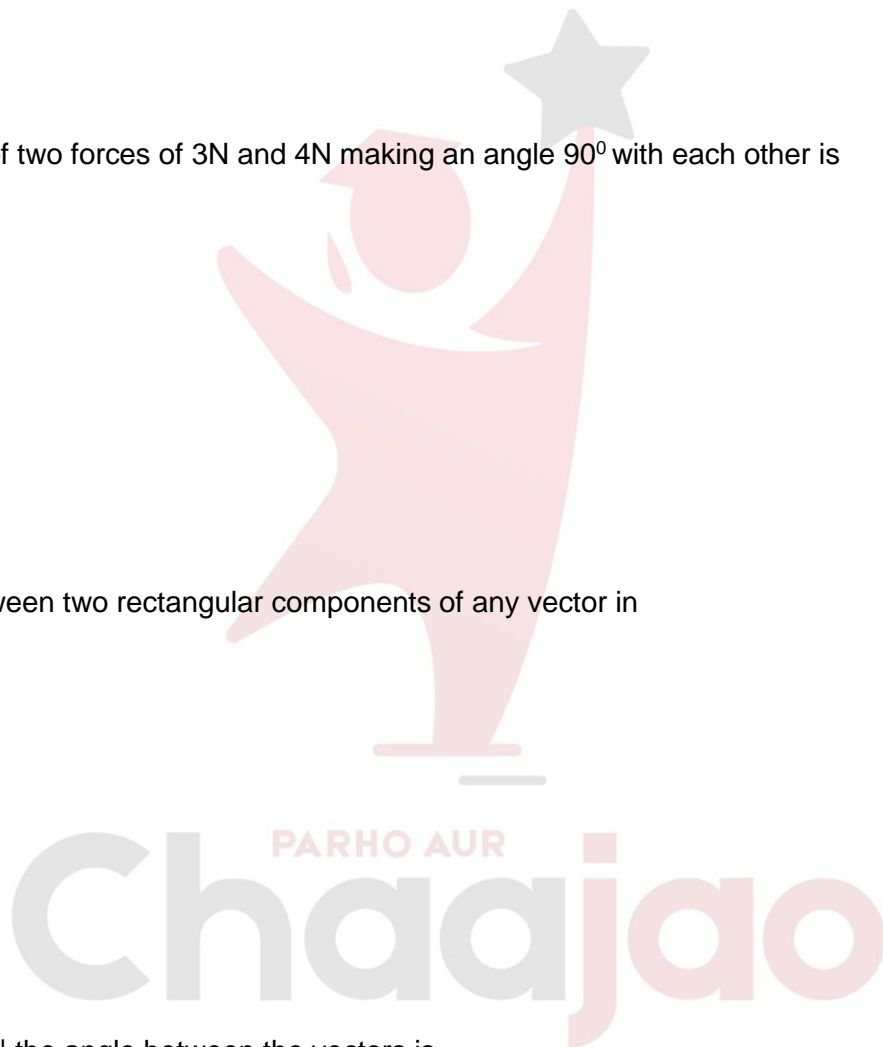 of two forces of 3N and 4N making an angle 90⁰ with each other is
two rectangular components of any vector in
PARHO AUR
Chaajao
the angle between the vectors is